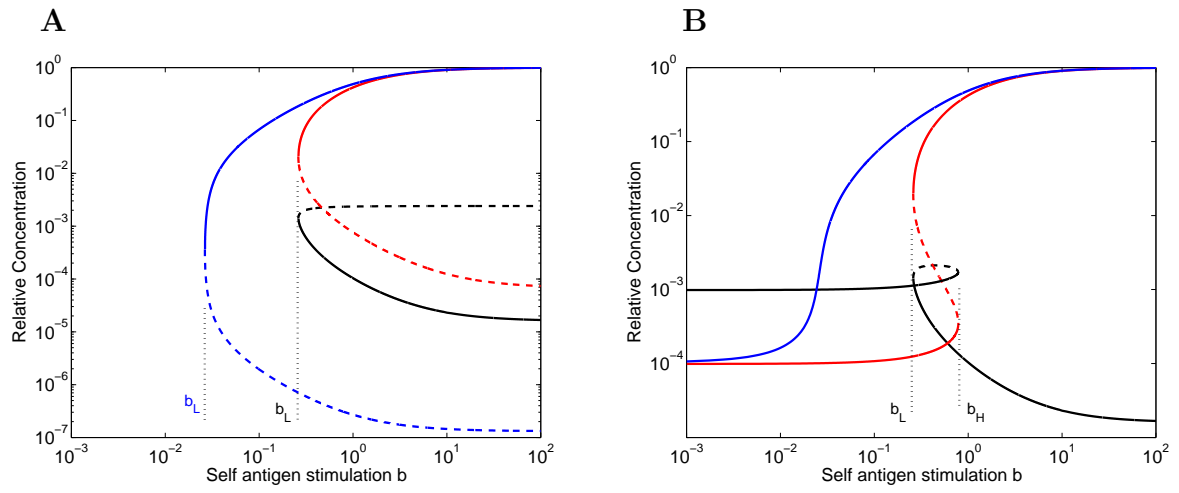 A
B
Relative Concentration
10^0
10^-1
10^-2
10^-3
10^-4
10^-5
10^-6
10^-7
b_L
b_L
10^-3
10^-2
10^-1
10^0
10^1
10^2
Self antigen stimulation b
Relative Concentration
10^0
10^-1
10^-2
10^-3
10^-4
b_L
b_H
10^-3
10^-2
10^-1
10^0
10^1
10^2
Self antigen stimulation b